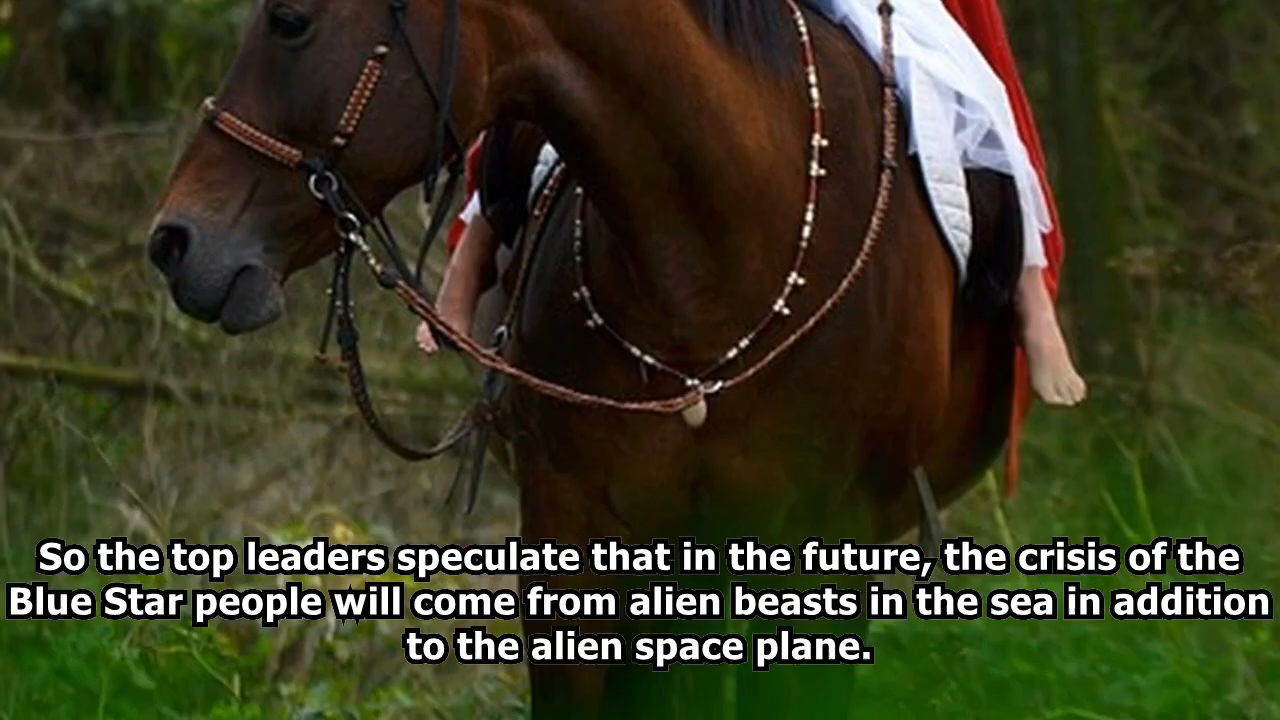 So the top leaders speculate that in the future, the crisis of the
Blue Star people will come from alien beasts in the sea in addition
to the alien space plane.